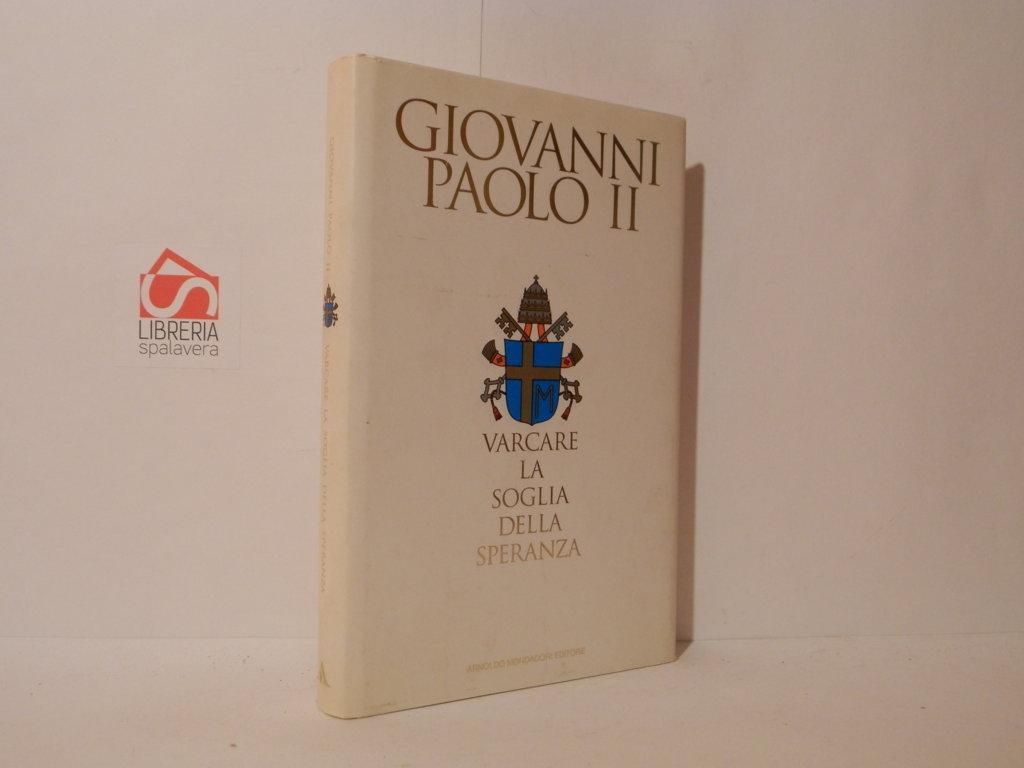 GIOVANNI
PAOLO II
VARCARE
LA
SOGLIA
DELLA
SPERANZA
ARNOLDO MONDADORI EDITORE
GIOVANNI PAOLO II
VARCARE LA SOGLIA DELLA SPERANZA
LIBRERIA
spalavera